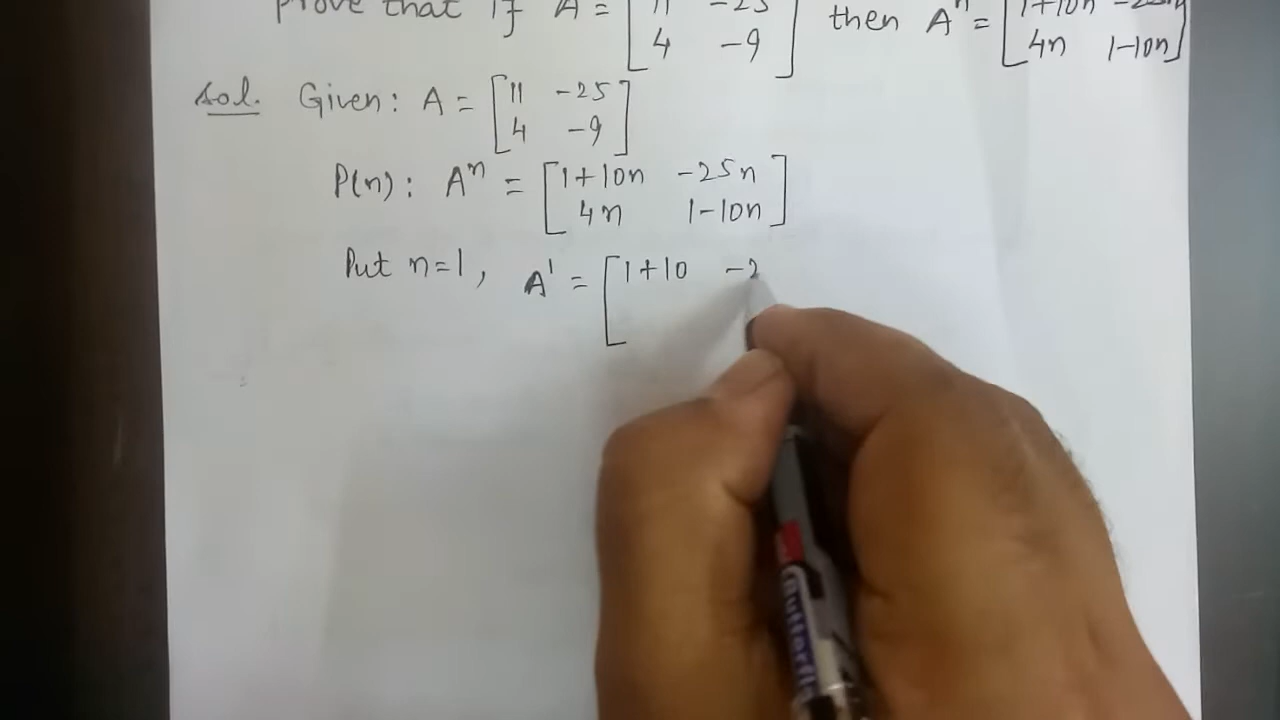 Prove that if A = [11 -25 then A^n = [1+10n -25n
4 -9] 4n 1-10n]
Sol. Given: A = [11 -25
4 -9]
P(n): A^n = [1+10n -25n
4n 1-10n]
Put n=1, A^1 = [1+10 -2
Butterfl